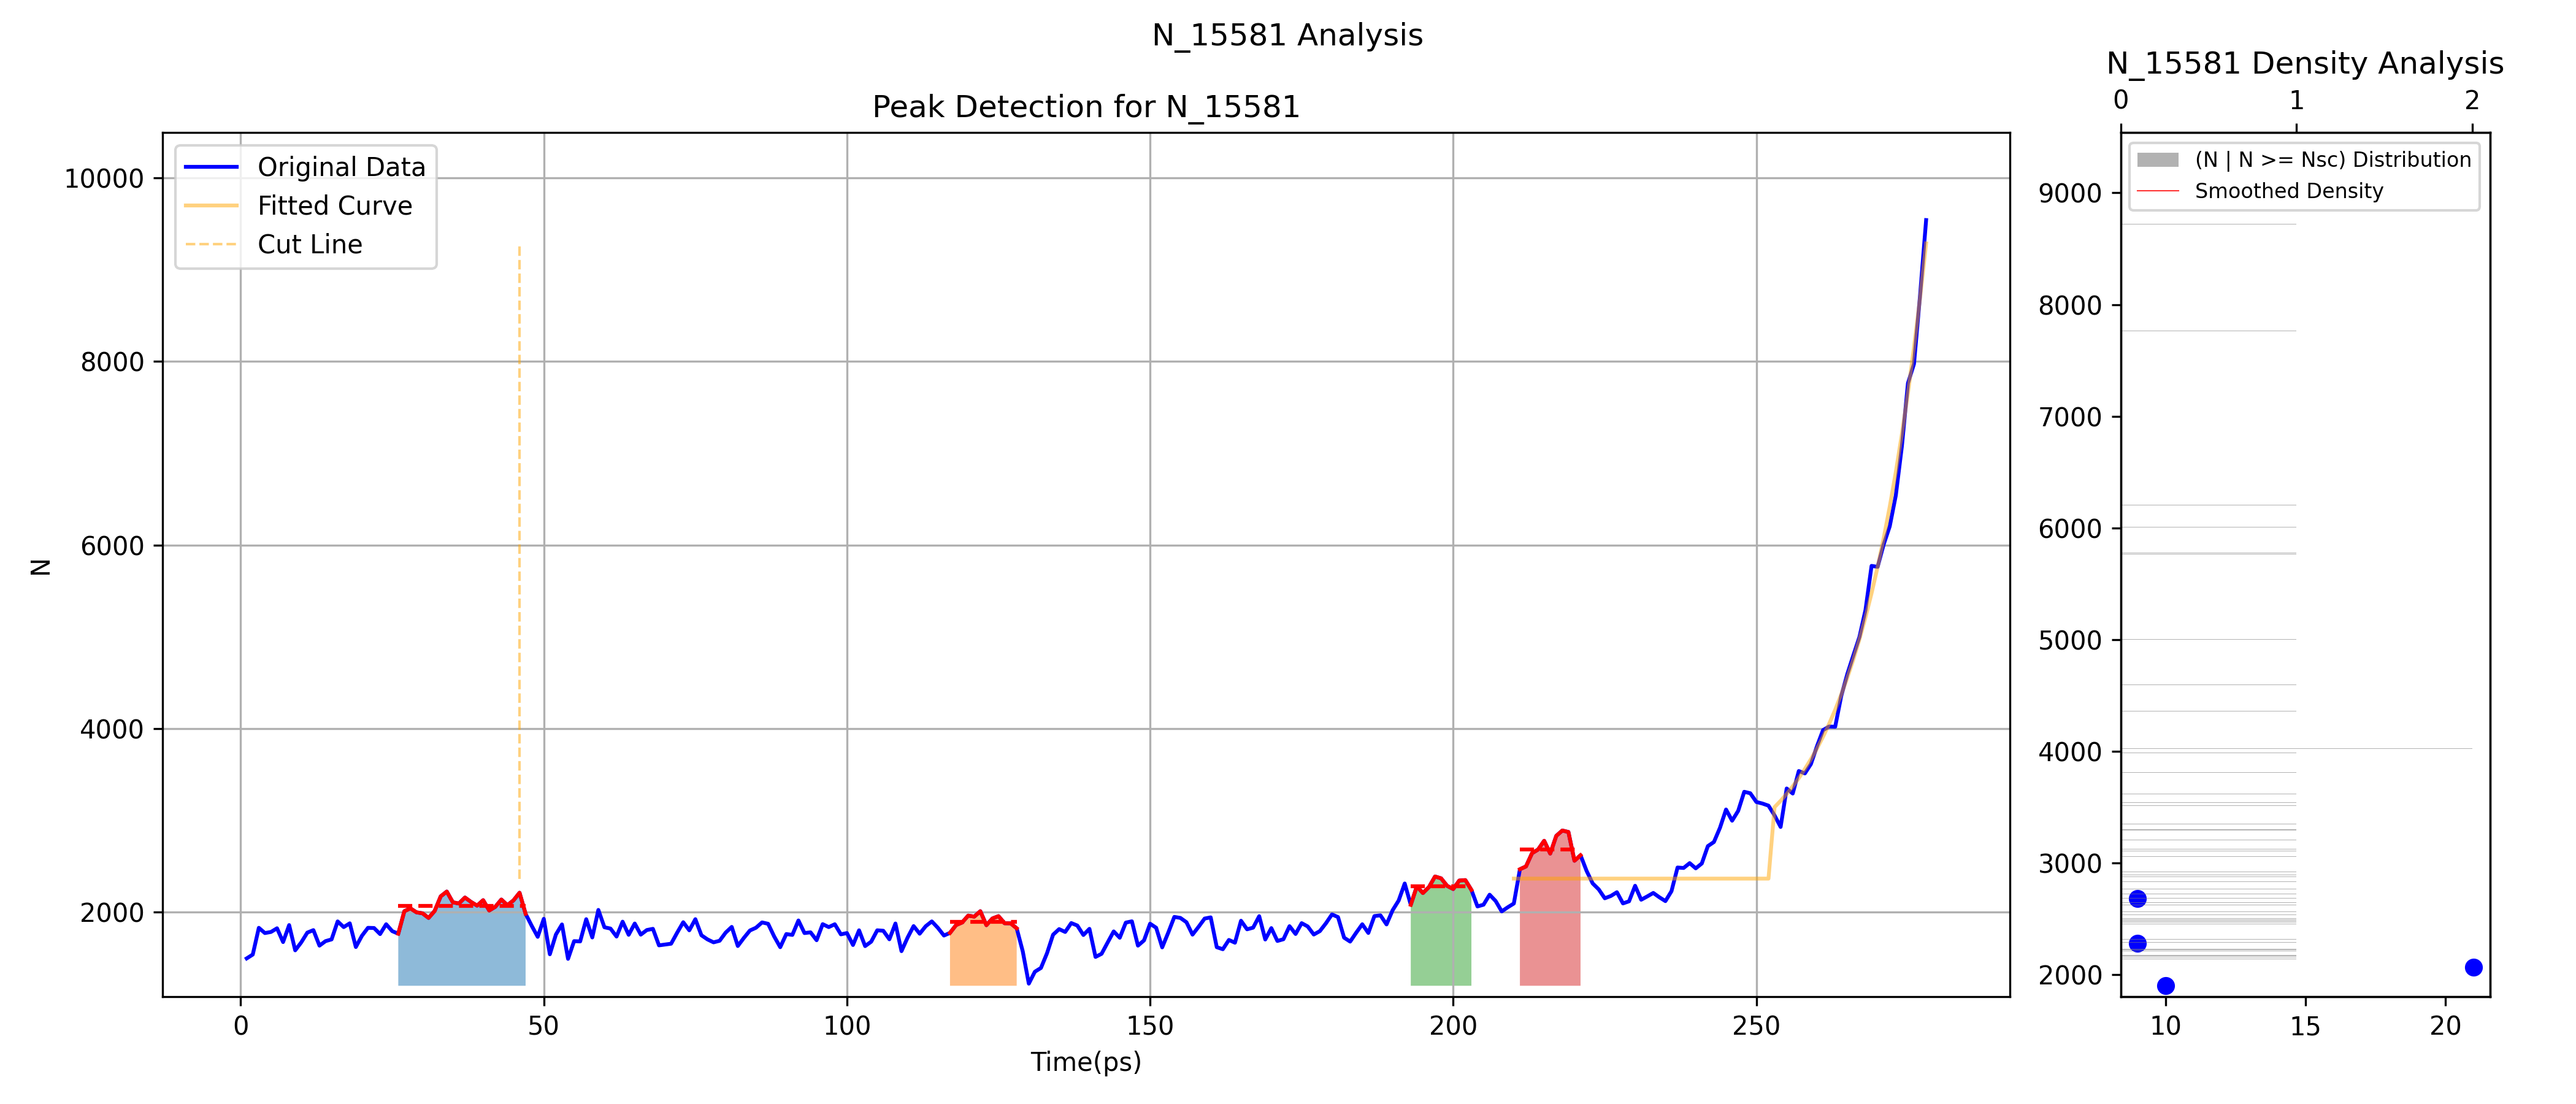 N_15581 Analysis
Peak Detection for N_15581
Original Data
Fitted Curve
Cut Line
10000
8000
6000
4000
2000
N
0
50
100
150
200
250
Time(ps)
N_15581 Density Analysis
0
1
2
(N | N >= Nsc) Distribution
Smoothed Density
9000
8000
7000
6000
5000
4000
3000
2000
10
15
20